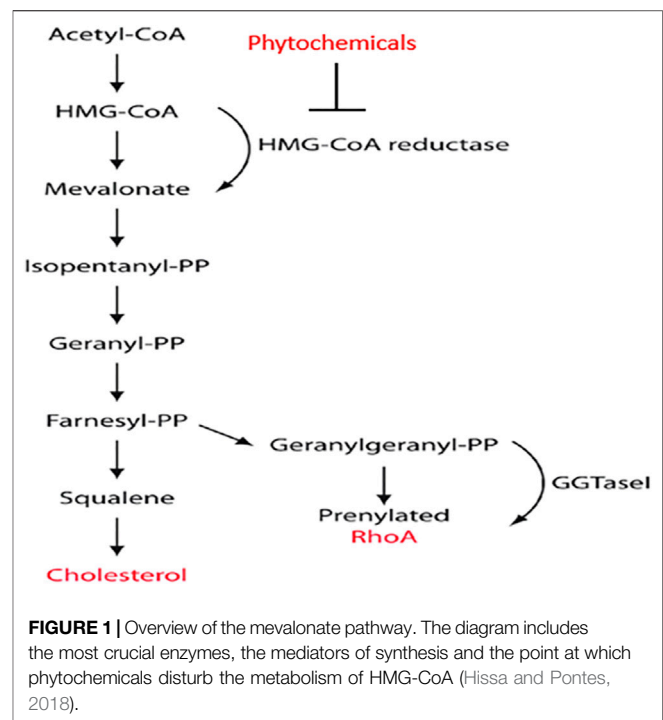 Acetyl-CoA
Phytochemicals
HMG-CoA
HMG-CoA reductase
Mevalonate
Isopentanyl-PP
Geranyl-PP
Farnesyl-PP
Geranylgeranyl-PP
GGTaseI
Squalene
Prenylated
RhoA
Cholesterol
FIGURE 1 | Overview of the mevalonate pathway. The diagram includes
the most crucial enzymes, the mediators of synthesis and the point at which
phytochemicals disturb the metabolism of HMG-CoA (Hissa and Pontes,
2018).